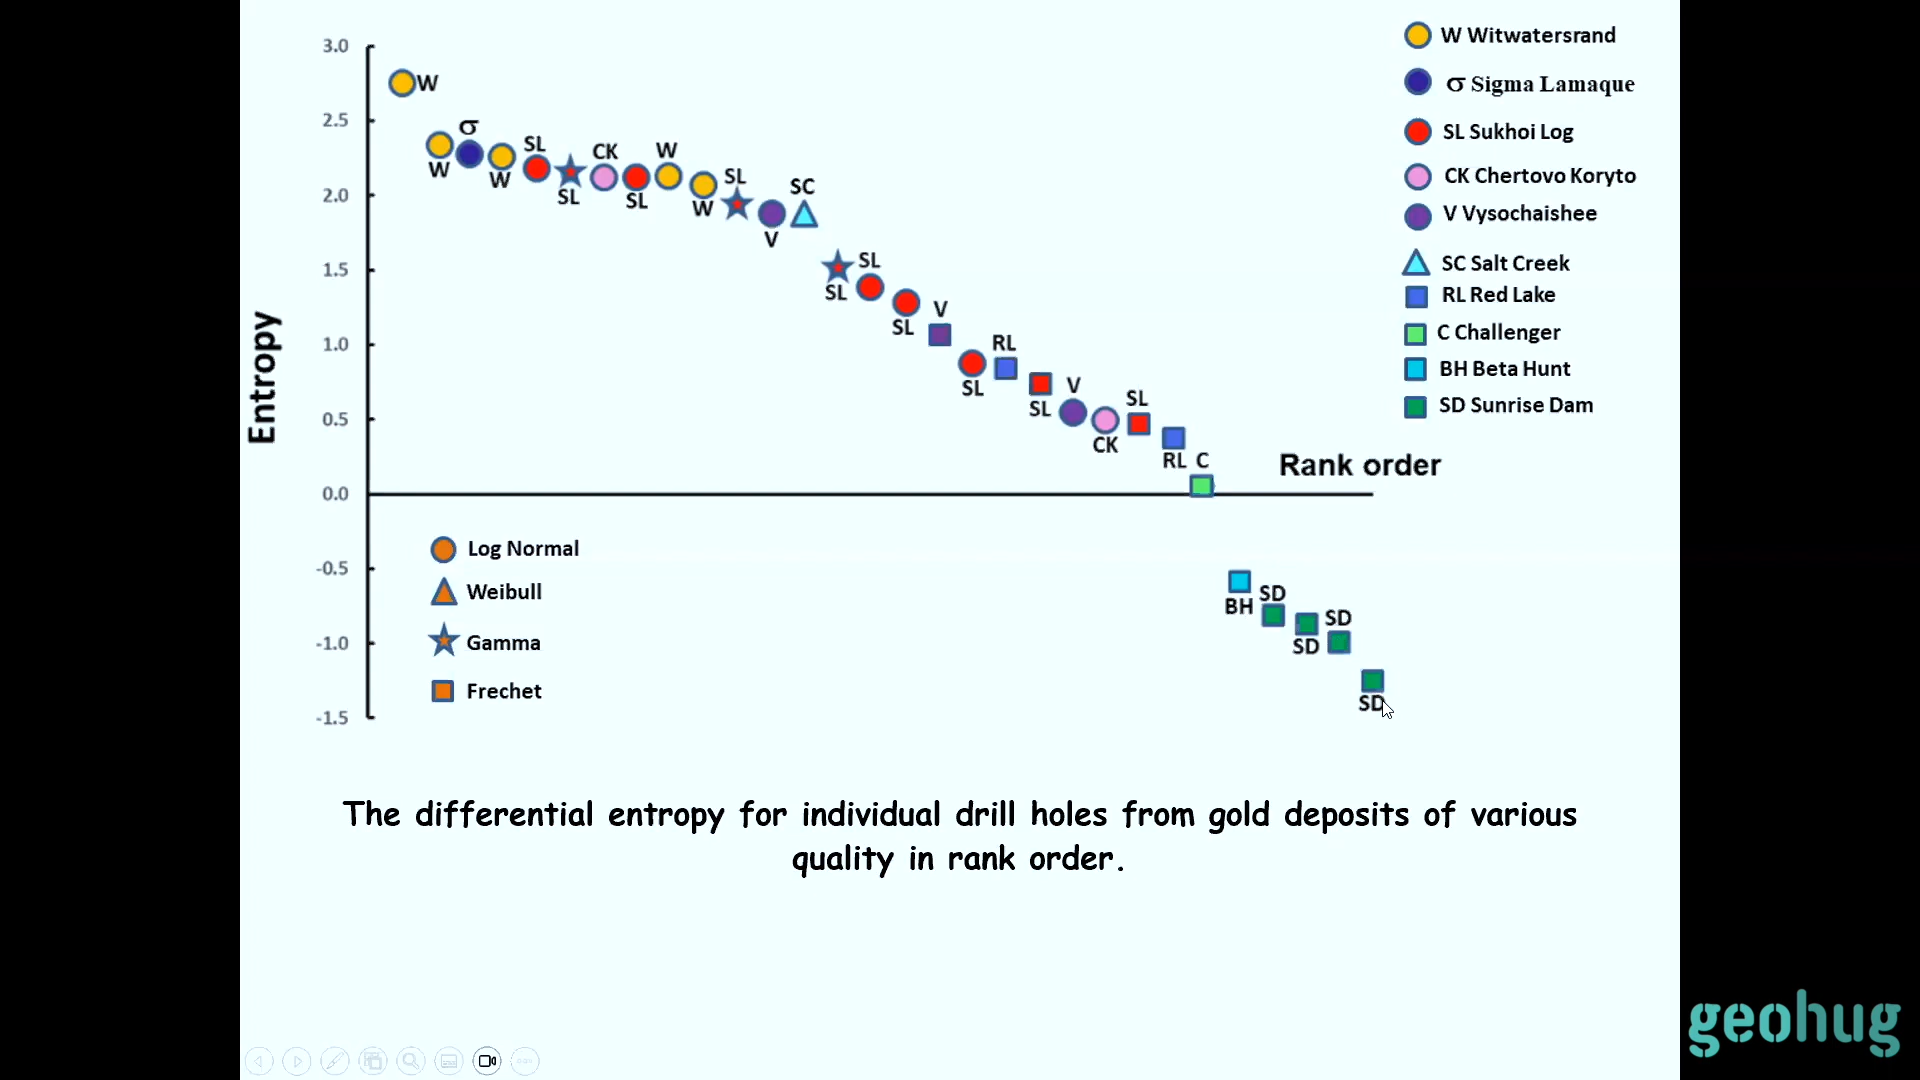 3.0
2.5
2.0
1.5
1.0
0.5
0.0
-0.5
-1.0
-1.5
Entropy
W
W
σ
W
SL
SL
CK
SL
W
W
SL
V
SC
SL
SL
SL
V
SL
RL
SL
V
CK
SL
RL
C
BH
SD
SD
SD
SD
Rank order
W Witwatersrand
σ Sigma Lamaque
SL Sukhoi Log
CK Chertovo Koryto
V Vysochaishee
SC Salt Creek
RL Red Lake
C Challenger
BH Beta Hunt
SD Sunrise Dam
Log Normal
Weibull
Gamma
Frechet
The differential entropy for individual drill holes from gold deposits of various
quality in rank order.
geohug